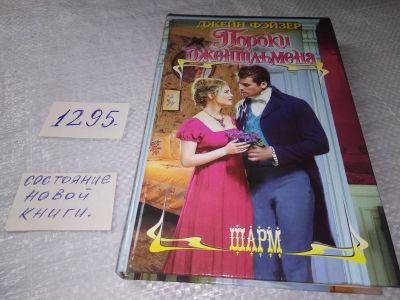 ДЖЕЙН ФЭЙЗЕР
Пороки
джентльмена
1295.
состояние
новой
книги.
ШАРМ